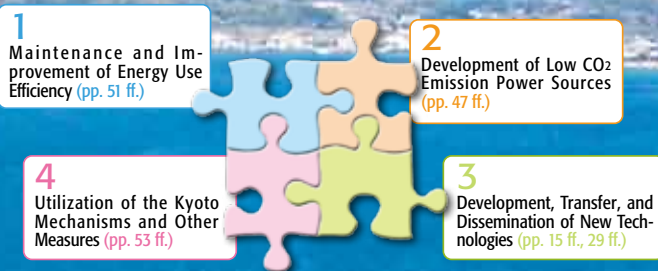 1
Maintenance and Im-
provement of Energy Use
Efficiency (pp. 51 ff.)
2
Development of Low CO2
Emission Power Sources
(pp. 47 ff.)
3
Development, Transfer, and
Dissemination of New Tech-
nologies (pp. 15 ff., 29 ff.)
4
Utilization of the Kyoto
Mechanisms and Other
Measures (pp. 53 ff.)